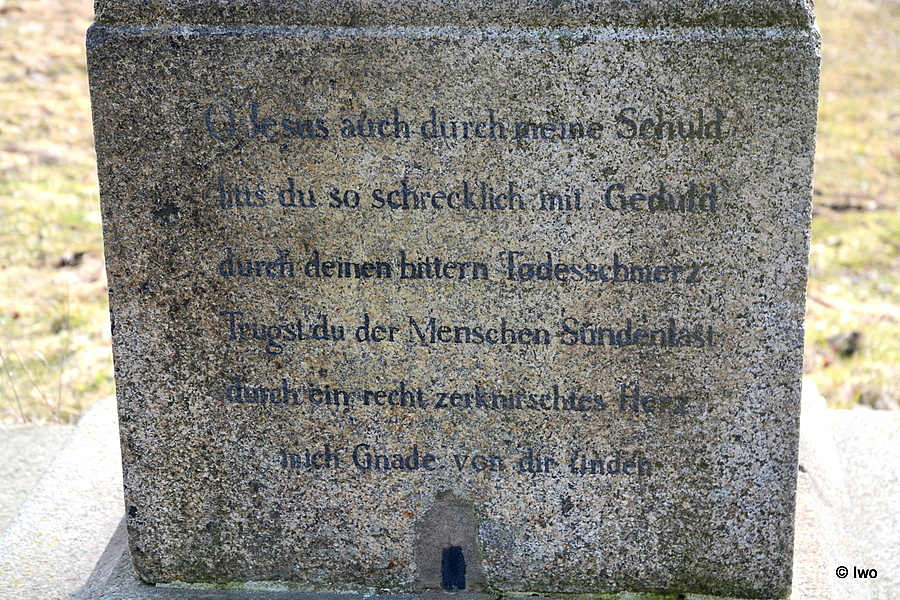 O Jesus auch durch meine Schuld
litts du so schrecklich mit Geduld
durch deinen bittern Todesschmerz
Trugst du der Menschen Sündenlast
durch ein recht zerknirschtes Herz
mich Gnade von dir finden
© Iwo